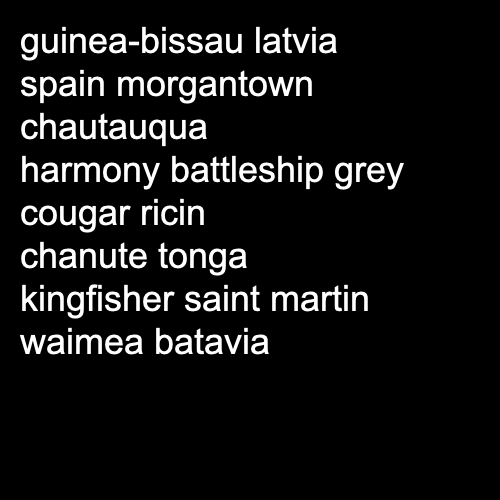 guinea-bissau latvia
spain morgantown
chautauqua
harmony battleship grey
cougar ricin
chanute tonga
kingfisher saint martin
waimea batavia